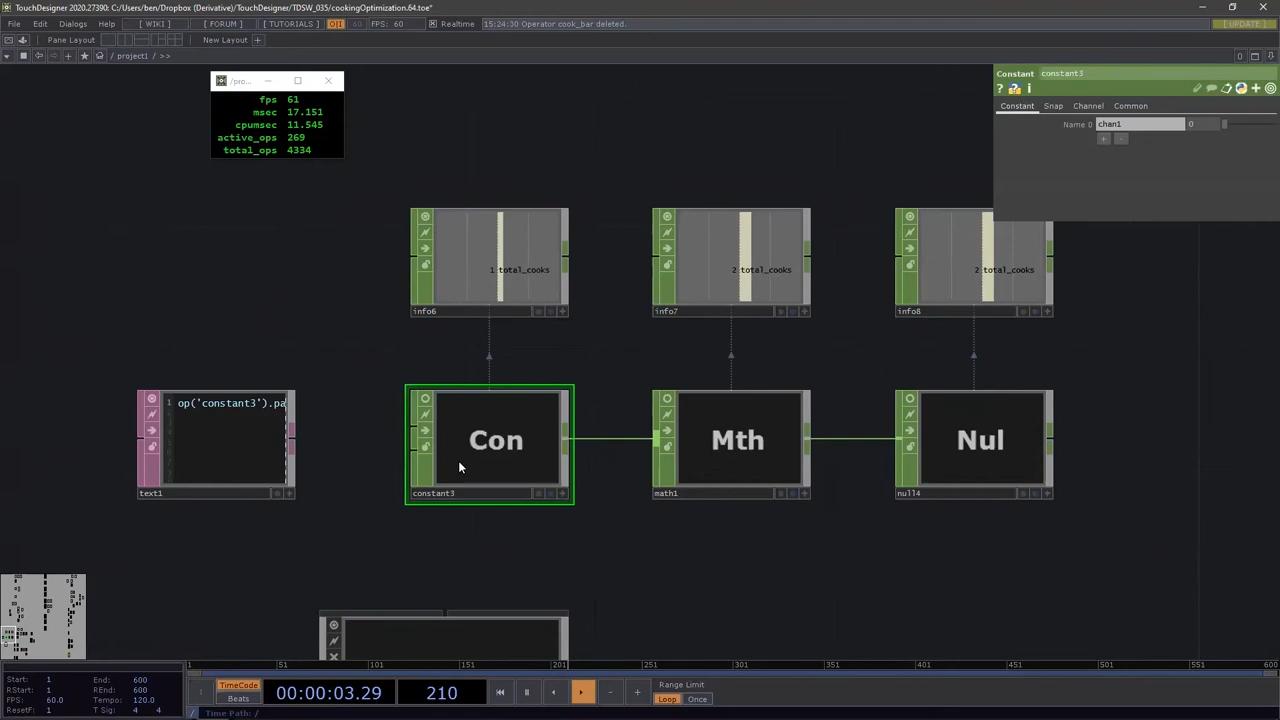 TouchDesigner 2020.27390: C:/Users/ben/Dropbox (Derivative)/TouchDesigner/TDSW_035/cookingOptimization.64.toe*
File Edit Dialogs Help [ WIKI ] [ FORUM ] [ TUTORIALS ] O|I 60 FPS: 60 Realtime 15:24:30 Operator cook_bar deleted. [ UPDATE ]
Pane Layout New Layout +
/ project1 / >> 0
/pro...
fps 61
msec 17.151
cpumsec 11.545
active_ops 269
total_ops 4334
Constant constant3
? i
Constant Snap Channel Common
Name 0 chan1 0
+ -
1 total_cooks
2 total_cooks
2 total_cooks
info6
info7
info8
1 op('constant3').pa
Con
Mth
Nul
text1
constant3
math1
null4
1 51 101 151 201 251 301 351 401 451 501 551 600
Start: 1 End: 600
RStart: 1 REnd: 600
FPS: 60.0 Tempo: 120.0
ResetF: 1 T Sig: 4 4
TimeCode
Beats
00:00:03.29
210
Range Limit
Loop Once
/ Time Path: /